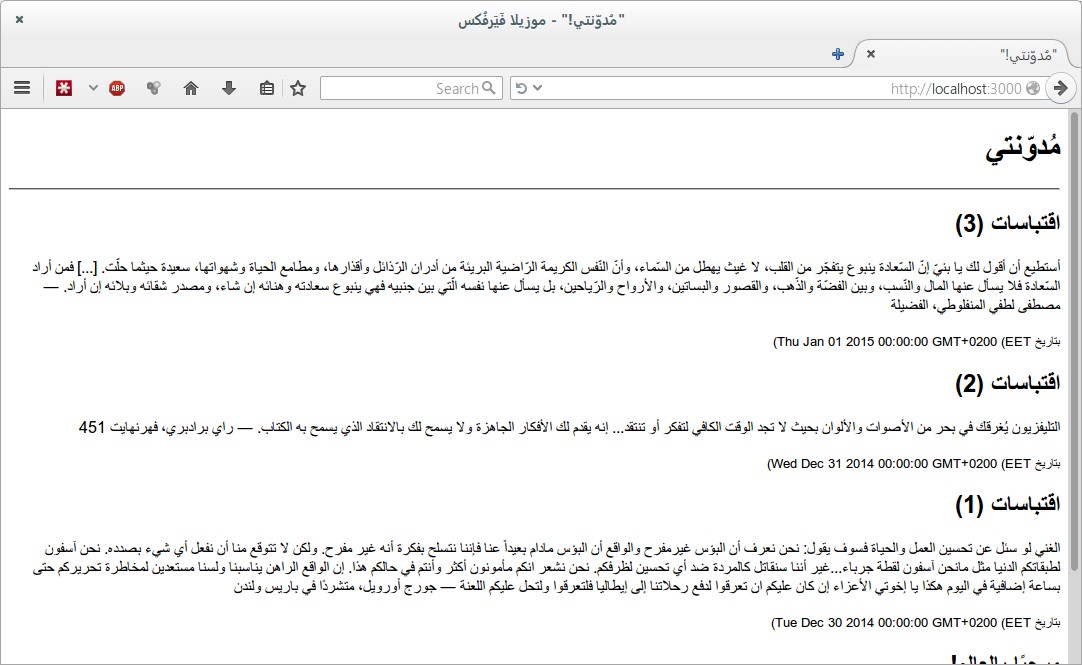 "مُدوّنتي!" - موزيلا فَيَرفُكس
"مُدوّنتي!"
http://localhost:3000
Search
ABP
مُدوّنتي
اقتباسات (3)
أستطيع أن أقول لك يا بنيّ إنّ السّعادة ينبوع يتفجّر من القلب، لا غيث يهطل من السّماء، وأنّ النّفس الكريمة الرّاضية البريئة من أدران الرّذائل وأقذارها، ومطامع الحياة وشهواتها، سعيدة حيثما حلّت. [...] فمن أراد
السّعادة فلا يسأل عنها المال والنّسب، وبين الفضّة والذّهب، والقصور والبساتين، والأرواح والرّياحين، بل يسأل عنها نفسه الّتي بين جنبيه فهي ينبوع سعادته وهنائه إن شاء، ومصدر شقائه وبلائه إن أراد. —
مصطفى لطفي المنفلوطي، الفضيلة
بتاريخ Thu Jan 01 2015 00:00:00 GMT+0200 (EET)
اقتباسات (2)
التليفزيون يُغرقك في بحر من الأصوات والألوان بحيث لا تجد الوقت الكافي لتفكر أو تنتقد... إنه يقدم لك الأفكار الجاهزة ولا يسمح لك بالانتقاد الذي يسمح به الكتاب. — راي برادبري، فهرنهايت 451
بتاريخ Wed Dec 31 2014 00:00:00 GMT+0200 (EET)
اقتباسات (1)
الغني لو سئل عن تحسين العمل والحياة فسوف يقول: نحن نعرف أن البؤس غيرمفرح والواقع أن البؤس مادام بعيداً عنا فإننا نتسلح بفكرة أنه غير مفرح. ولكن لا تتوقع منا أن نفعل أي شيء بصدده. نحن آسفون
لطبقاتكم الدنيا مثل مانحن آسفون لقطة جرباء...غير أننا سنقاتل كالمردة ضد أي تحسين لظرفكم. نحن نشعر انكم مأمونون أكثر وأنتم في حالكم هذا. إن الواقع الراهن يناسبنا ولسنا مستعدين لمخاطرة تحريركم حتى
بساعة إضافية في اليوم هكذا يا إخوتي الأعزاء إن كان عليكم ان تعرقوا لدفع رحلاتنا إلى إيطاليا فلتعرقوا ولتحل عليكم اللعنة — جورج أورويل، متشردًا في باريس ولندن
بتاريخ Tue Dec 30 2014 00:00:00 GMT+0200 (EET)